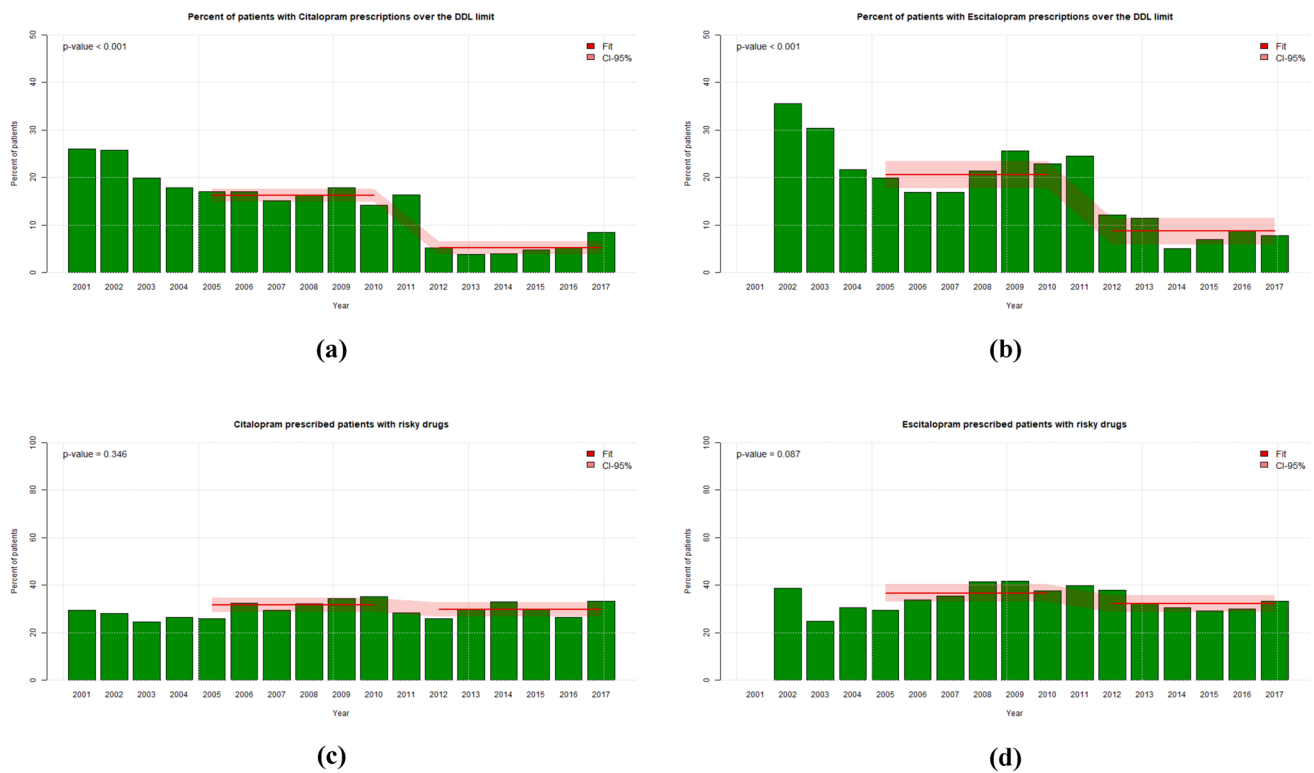 Percent of patients with Citalopram prescriptions over the DDL limit
p-value < 0.001
Fit
CI-95%
Percent of patients
0
10
20
30
40
50
2001 2002 2003 2004 2005 2006 2007 2008 2009 2010 2011 2012 2013 2014 2015 2016 2017
Year
(a)
Percent of patients with Escitalopram prescriptions over the DDL limit
p-value < 0.001
Fit
CI-95%
Percent of patients
0
10
20
30
40
50
2001 2002 2003 2004 2005 2006 2007 2008 2009 2010 2011 2012 2013 2014 2015 2016 2017
Year
(b)
Citalopram prescribed patients with risky drugs
p-value = 0.346
Fit
CI-95%
Percent of patients
0
20
40
60
80
100
2001 2002 2003 2004 2005 2006 2007 2008 2009 2010 2011 2012 2013 2014 2015 2016 2017
Year
(c)
Escitalopram prescribed patients with risky drugs
p-value = 0.087
Fit
CI-95%
Percent of patients
0
20
40
60
80
100
2001 2002 2003 2004 2005 2006 2007 2008 2009 2010 2011 2012 2013 2014 2015 2016 2017
Year
(d)